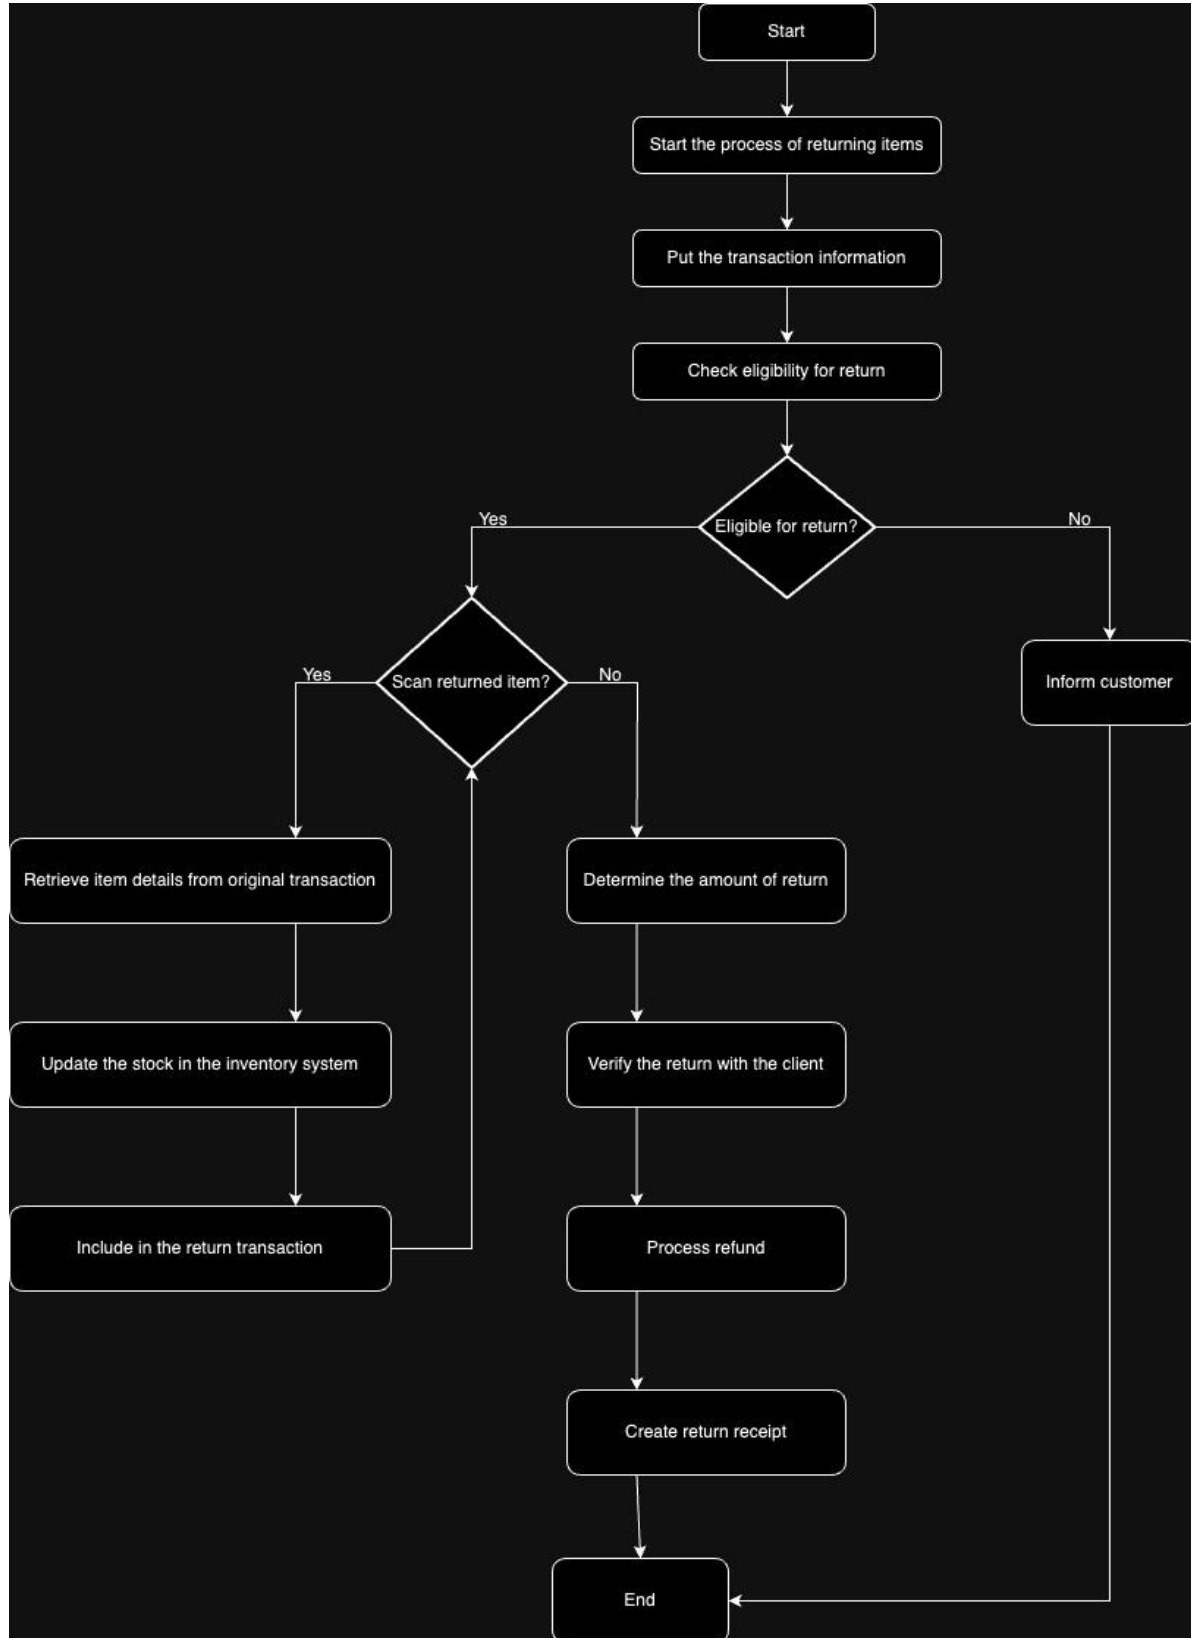 Start
Start the process of returning items
Put the transaction information
Check eligibility for return
Eligible for return?
Yes
No
Scan returned item?
Yes
No
Inform customer
Retrieve item details from original transaction
Determine the amount of return
Update the stock in the inventory system
Verify the return with the client
Include in the return transaction
Process refund
Create return receipt
End